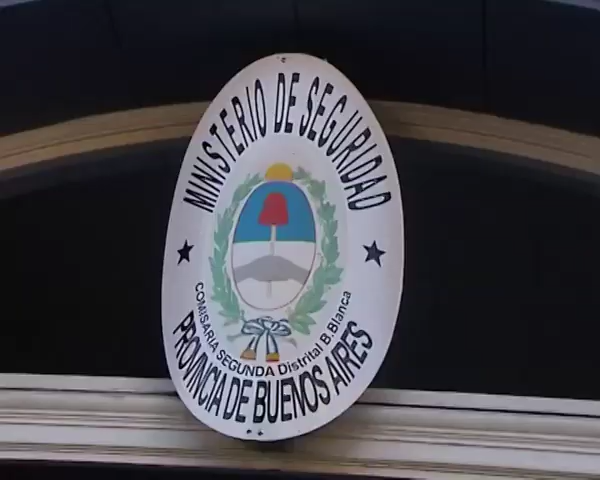 MINISTERIO DE SEGURIDAD
COMISARIA SEGUNDA Distrital B.Blanca
PROVINCIA DE BUENOS AIRES